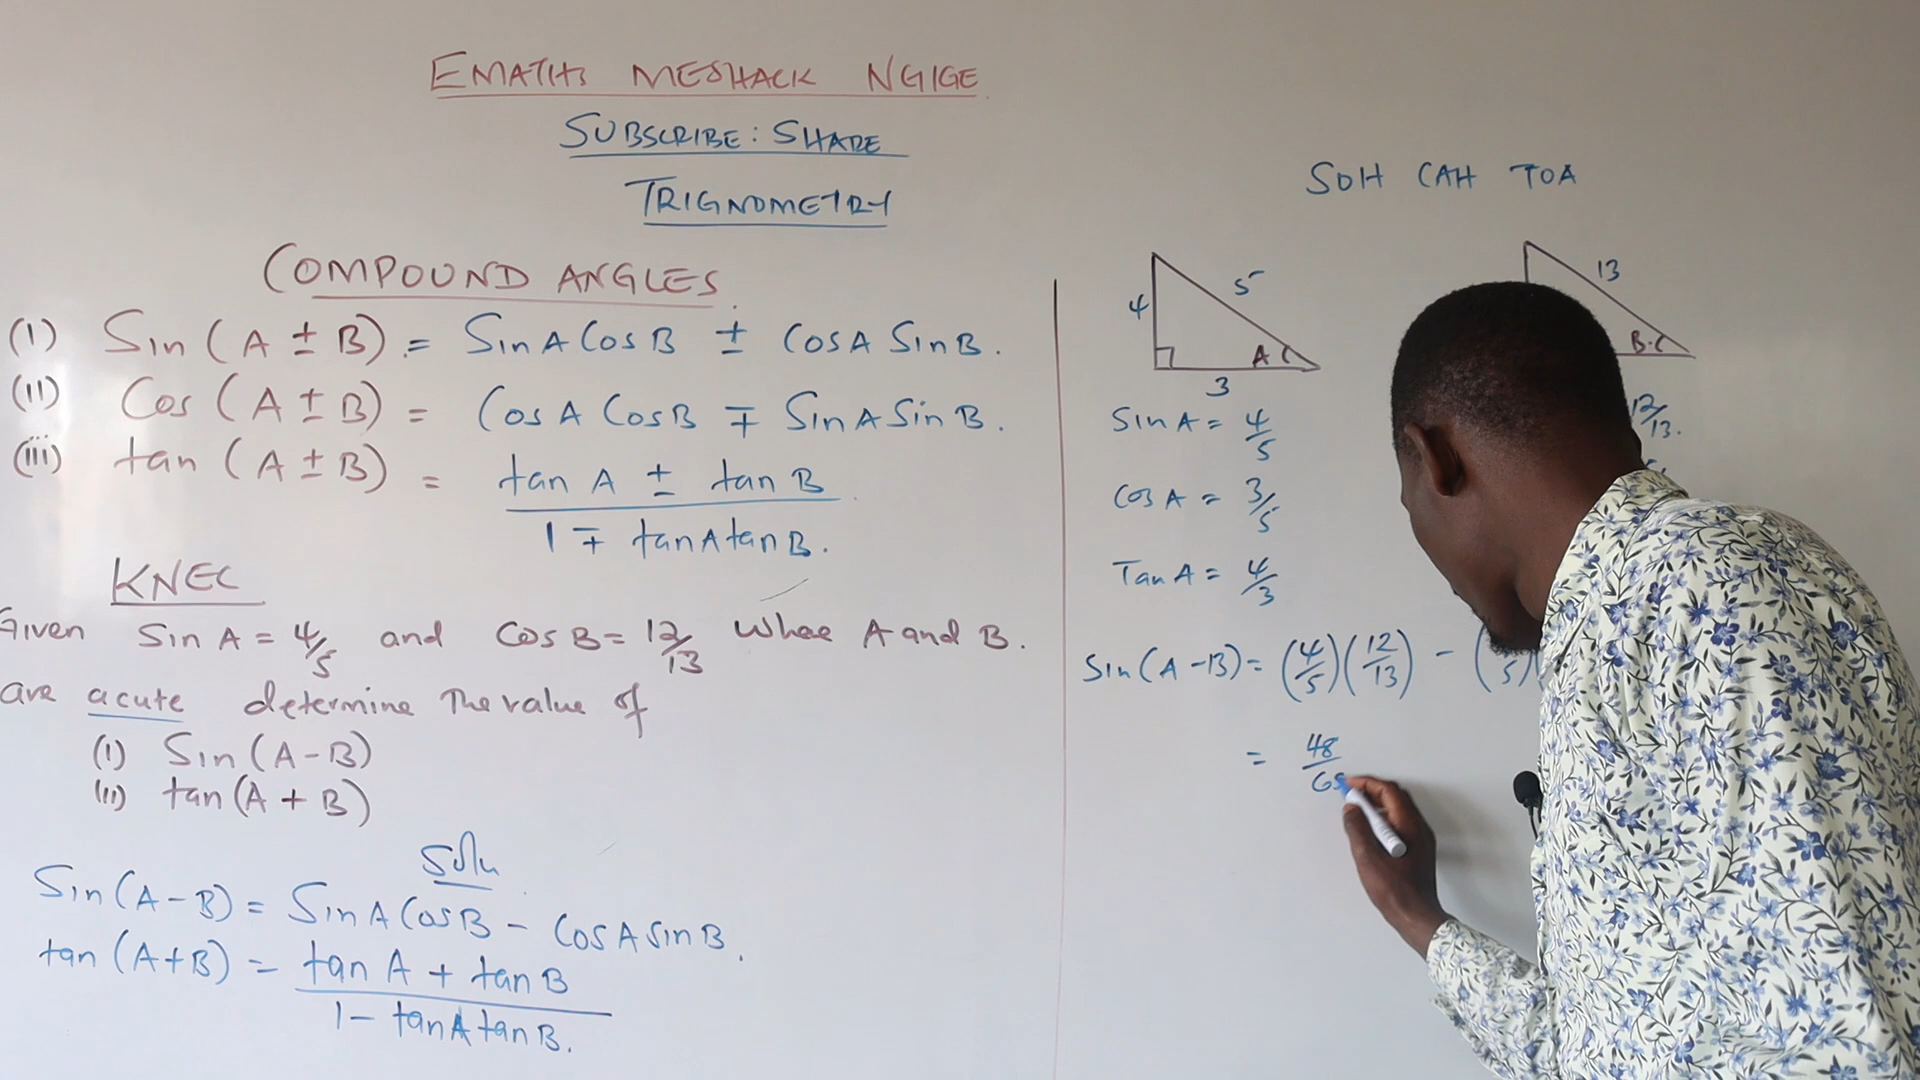 EMATHS MESHACK NGIGE
SUBSCRIBE: SHARE
TRIGNOMETRY
COMPOUND ANGLES.
(i) Sin (A ± B) = Sin A Cos B ± Cos A Sin B.
(ii) Cos (A ± B) = Cos A Cos B ∓ Sin A Sin B.
(iii) tan (A ± B) = tan A ± tan B
1 ∓ tan A tan B.
KNEC
Given Sin A = 4/5 and Cos B = 12/13 Whee A and B.
are acute determine The value of
(i) Sin (A - B)
(ii) tan (A + B)
Soln
Sin (A - B) = Sin A Cos B - Cos A Sin B.
tan (A + B) = tan A + tan B
1 - tan A tan B.
SOH CAH TOA
4 5 A 3
13 B
Sin A = 4/5
Cos A = 3/5
Tan A = 4/3
12/13.
Sin (A - B) = (4/5)(12/13) - ( 5)(
= 48
65